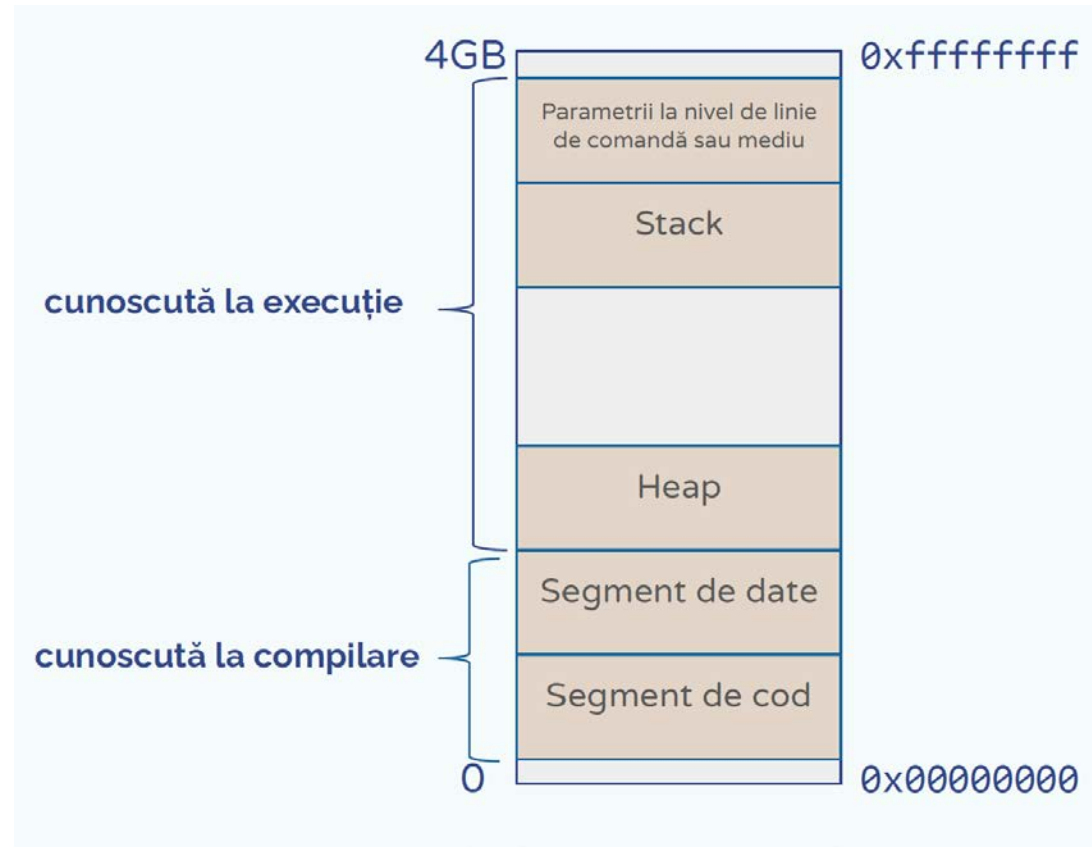 4GB
0xffffffff
Parametrii la nivel de linie
de comandă sau mediu
Stack
cunoscută la execuție
Heap
Segment de date
cunoscută la compilare
Segment de cod
0
0x00000000